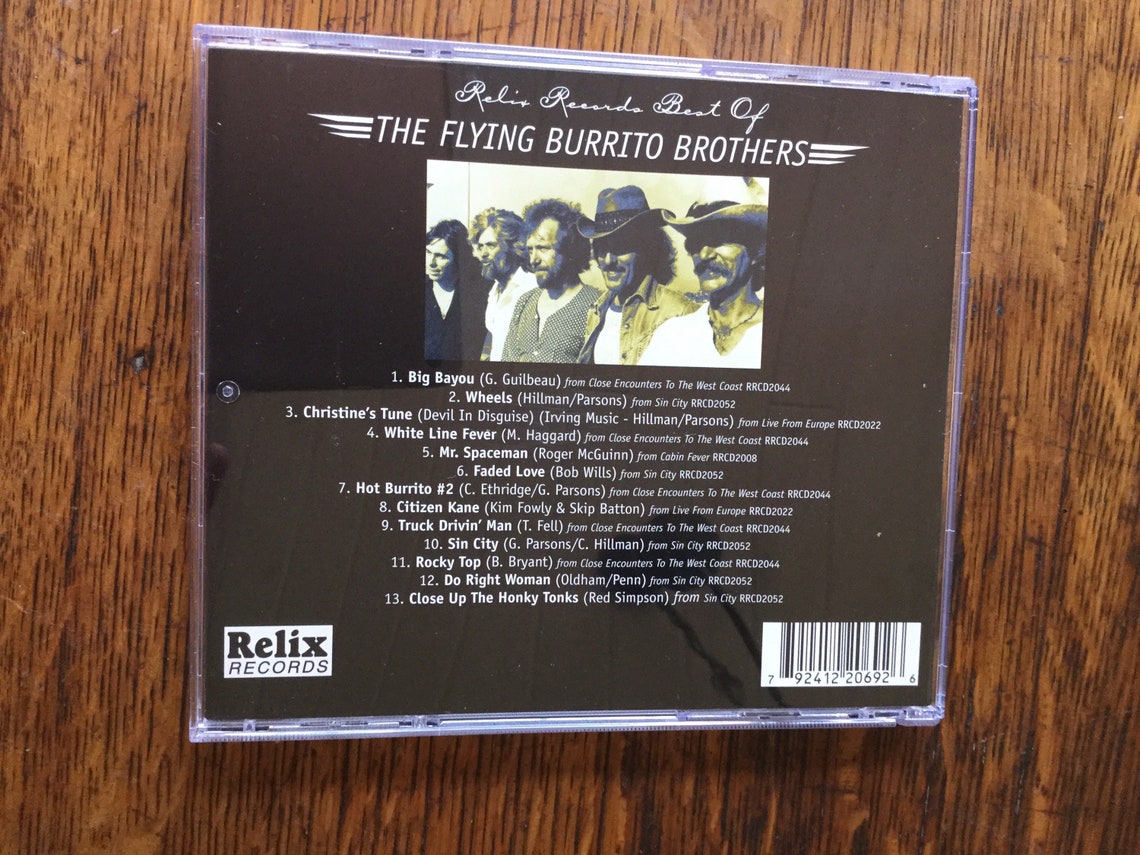 Relix Records Best Of
THE FLYING BURRITO BROTHERS
1. Big Bayou (G. Guilbeau) from Close Encounters To The West Coast RRCD2044
2. Wheels (Hillman/Parsons) from Sin City RRCD2052
3. Christine's Tune (Devil In Disguise) (Irving Music - Hillman/Parsons) from Live From Europe RRCD2022
4. White Line Fever (M. Haggard) from Close Encounters To The West Coast RRCD2044
5. Mr. Spaceman (Roger McGuinn) from Cabin Fever RRCD2008
6. Faded Love (Bob Wills) from Sin City RRCD2052
7. Hot Burrito #2 (C. Ethridge/G. Parsons) from Close Encounters To The West Coast RRCD2044
8. Citizen Kane (Kim Fowly & Skip Batton) from Live From Europe RRCD2022
9. Truck Drivin' Man (T. Fell) from Close Encounters To The West Coast RRCD2044
10. Sin City (G. Parsons/C. Hillman) from Sin City RRCD2052
11. Rocky Top (B. Bryant) from Close Encounters To The West Coast RRCD2044
12. Do Right Woman (Oldham/Penn) from Sin City RRCD2052
13. Close Up The Honky Tonks (Red Simpson) from Sin City RRCD2052
Relix
RECORDS
7 92412 20692 6